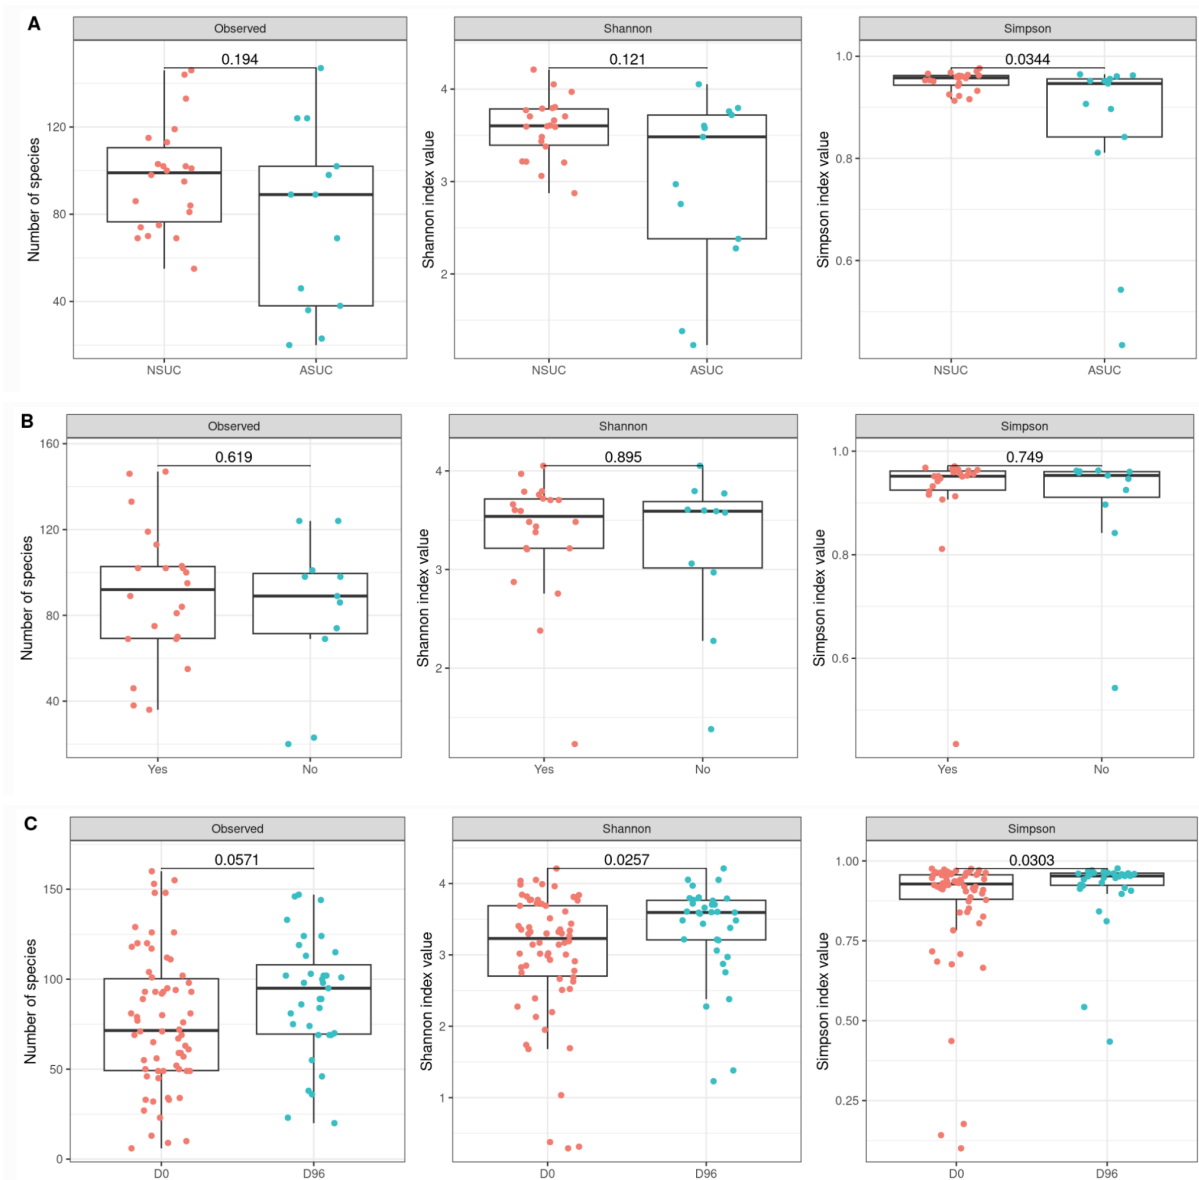 A
Observed
Shannon
Simpson
Number of species
120
80
40
0.194
NSUC
ASUC
Shannon index value
4
3
2
0.121
NSUC
ASUC
Simpson index value
1.0
0.8
0.6
0.0344
NSUC
ASUC
B
Observed
Shannon
Simpson
Number of species
160
120
80
40
0.619
Yes
No
Shannon index value
4
3
2
0.895
Yes
No
Simpson index value
1.0
0.8
0.6
0.749
Yes
No
C
Observed
Shannon
Simpson
Number of species
150
100
50
0
0.0571
D0
D96
Shannon index value
4
3
2
1
0.0257
D0
D96
Simpson index value
1.00
0.75
0.50
0.25
0.0303
D0
D96